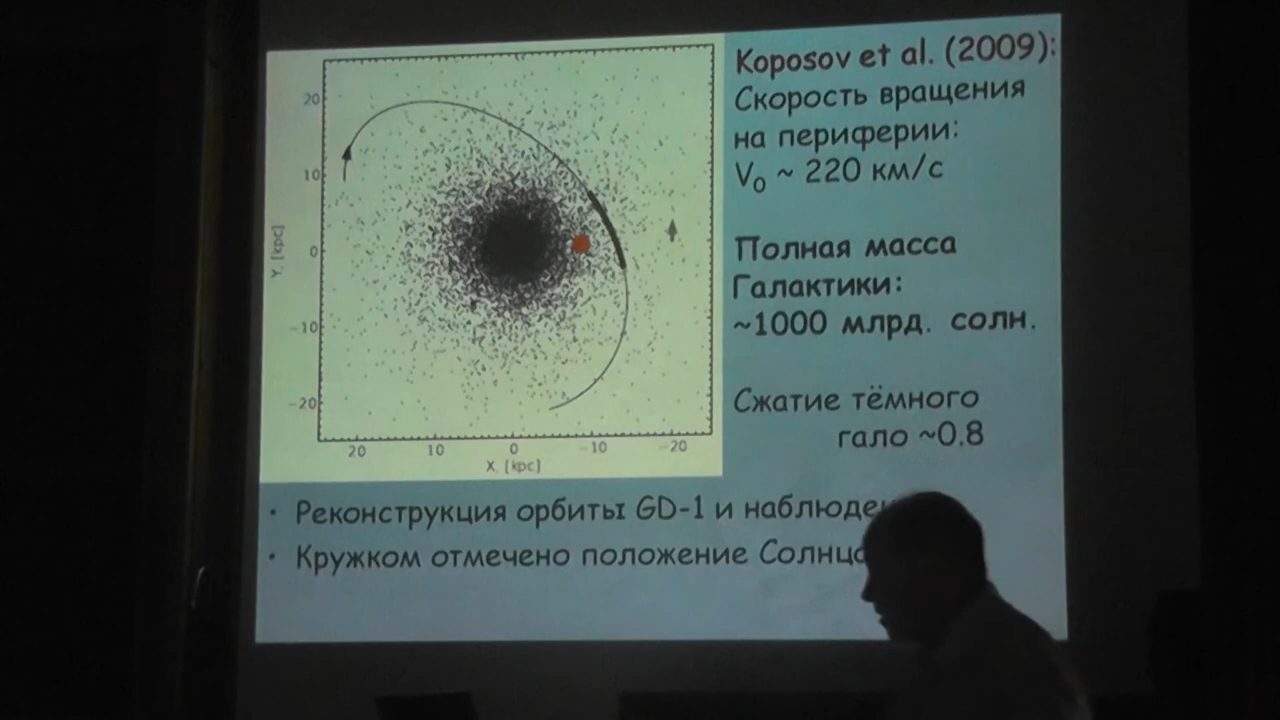 Koposov et al. (2009):
Скорость вращения
на периферии:
V₀ ~ 220 км/с
Полная масса
Галактики:
~1000 млрд. солн.
Сжатие тёмного
гало ~0.8
20
10
0
-10
-20
Y, [kpc]
20
10
0
-10
-20
X, [kpc]
• Реконструкция орбиты GD-1 и
• Кружком отмечено положение